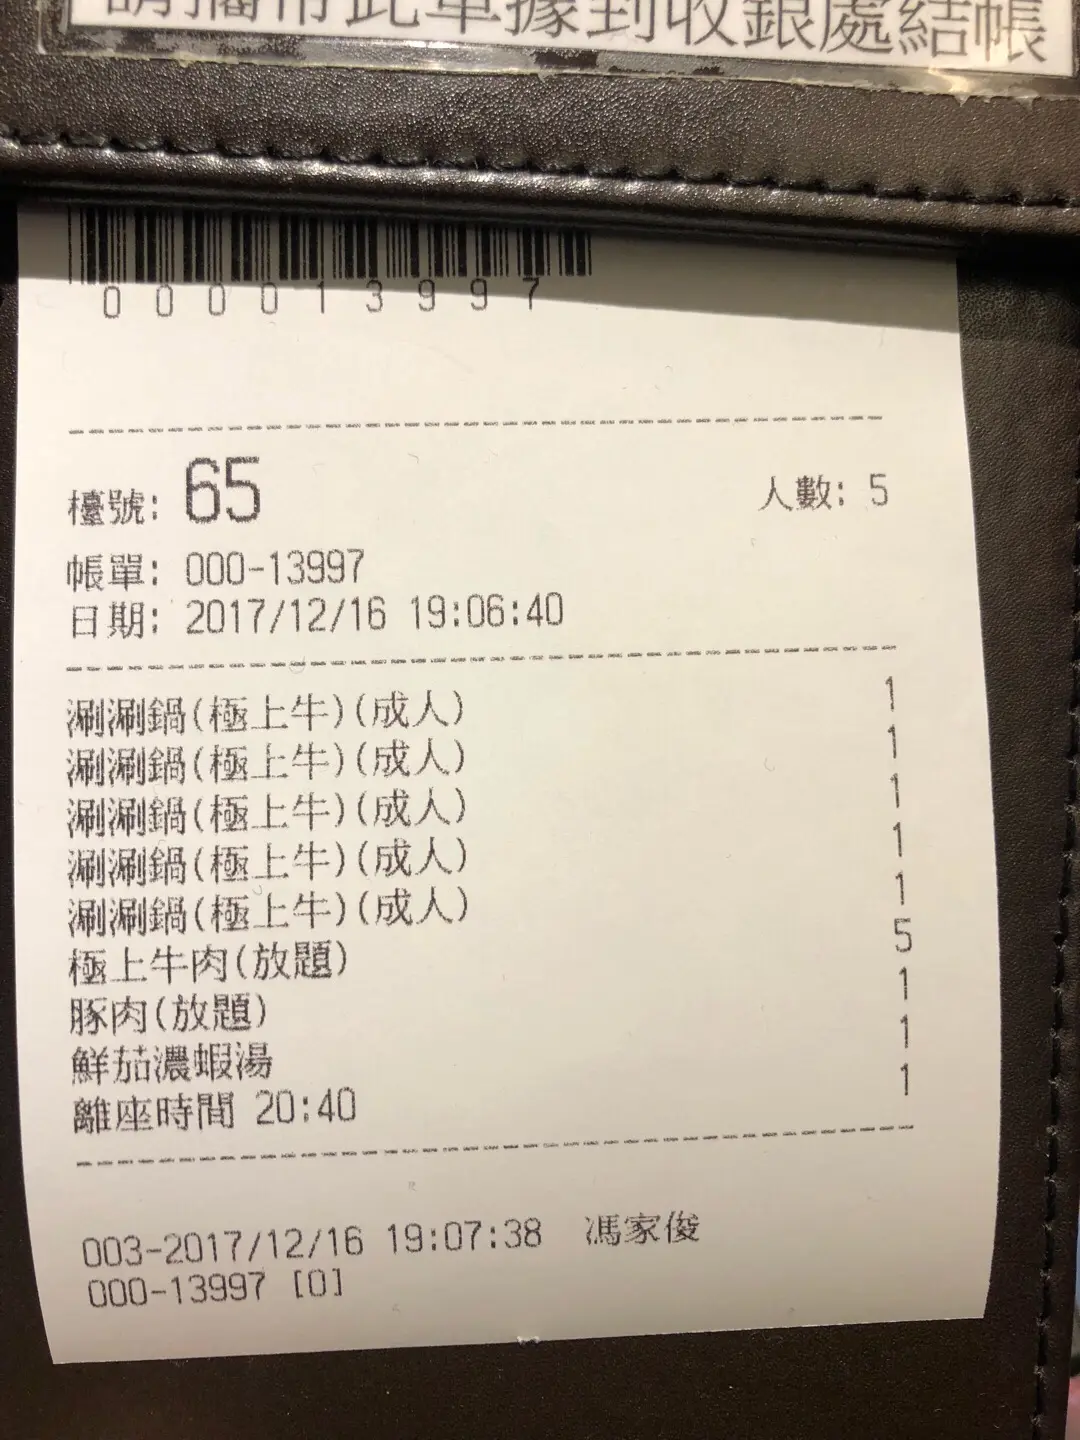 請攜帶此單據到收銀處結帳
000013997
檯號: 65 人數: 5
帳單: 000-13997
日期: 2017/12/16 19:06:40
涮涮鍋(極上牛)(成人) 1
涮涮鍋(極上牛)(成人) 1
涮涮鍋(極上牛)(成人) 1
涮涮鍋(極上牛)(成人) 1
涮涮鍋(極上牛)(成人) 1
極上牛肉(放題) 5
豚肉(放題) 1
鮮茄濃蝦湯 1
離座時間 20:40 1
003-2017/12/16 19:07:38 馮家俊
000-13997 [0]